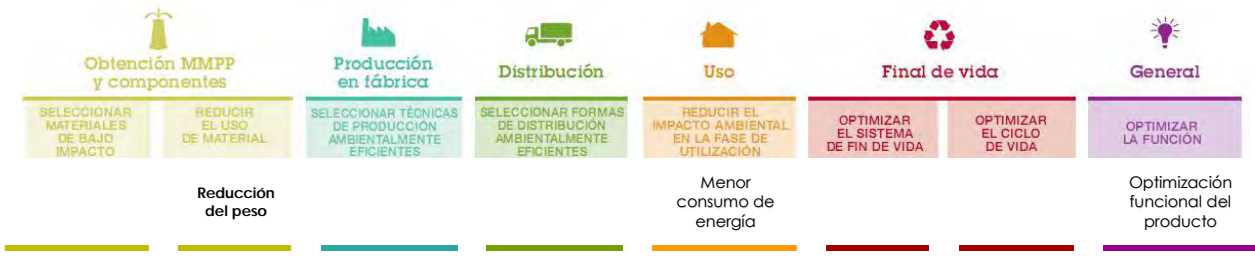 Obtención MMPP
y componentes
Producción
en fábrica
Distribución
Uso
Final de vida
General
SELECCIONAR
MATERIALES
DE BAJO
IMPACTO
REDUCIR
EL USO
DE MATERIAL
SELECCIONAR TÉCNICAS
DE PRODUCCIÓN
AMBIENTALMENTE
EFICIENTES
SELECCIONAR FORMAS
DE DISTRIBUCIÓN
AMBIENTALMENTE
EFICIENTES
REDUCIR EL
IMPACTO AMBIENTAL
EN LA FASE DE
UTILIZACIÓN
OPTIMIZAR
EL SISTEMA
DE FIN DE VIDA
OPTIMIZAR
EL CICLO
DE VIDA
OPTIMIZAR
LA FUNCIÓN
Reducción
del peso
Menor
consumo de
energía
Optimización
funcional del
producto